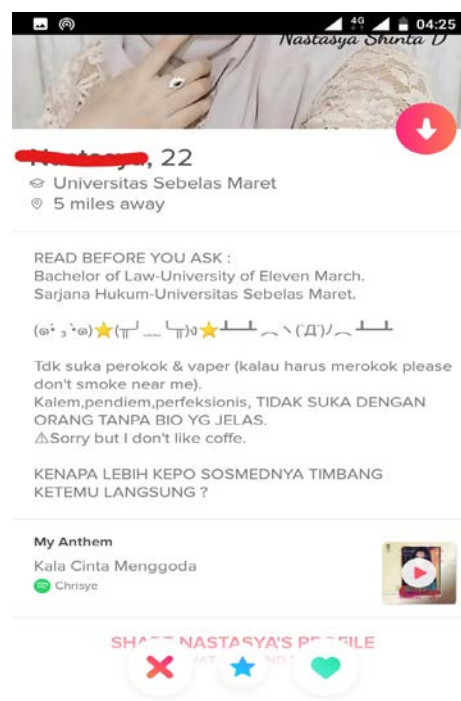 4G 04:25
Nastasya Shinta D
, 22
Universitas Sebelas Maret
5 miles away
READ BEFORE YOU ASK :
Bachelor of Law-University of Eleven March.
Sarjana Hukum-Universitas Sebelas Maret.
Tdk suka perokok & vaper (kalau harus merokok please
don't smoke near me).
Kalem,pendiem,perfeksionis, TIDAK SUKA DENGAN
ORANG TANPA BIO YG JELAS.
⚠Sorry but I don't like coffe.
KENAPA LEBIH KEPO SOSMEDNYA TIMBANG
KETEMU LANGSUNG ?
My Anthem
Kala Cinta Menggoda
Chrisye
NASTASYA'S